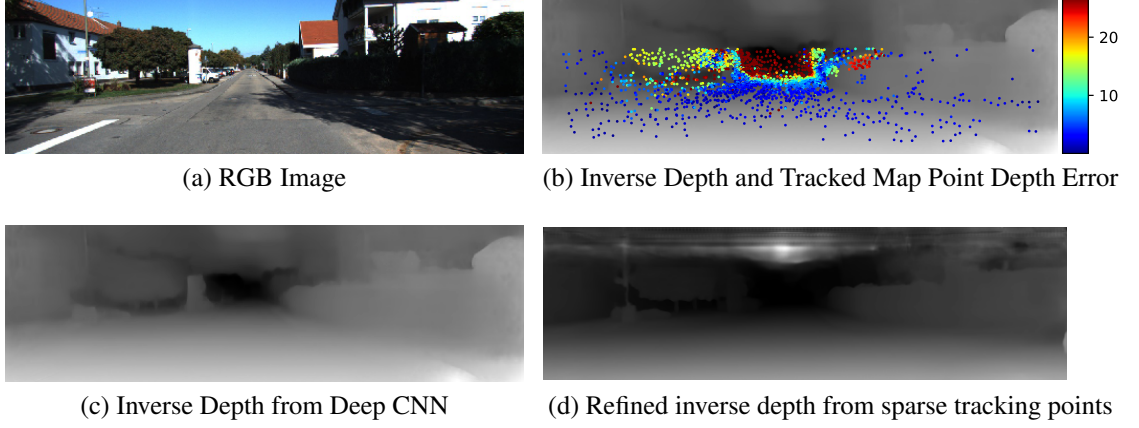 20
10
(a) RGB Image
(b) Inverse Depth and Tracked Map Point Depth Error
(c) Inverse Depth from Deep CNN
(d) Refined inverse depth from sparse tracking points